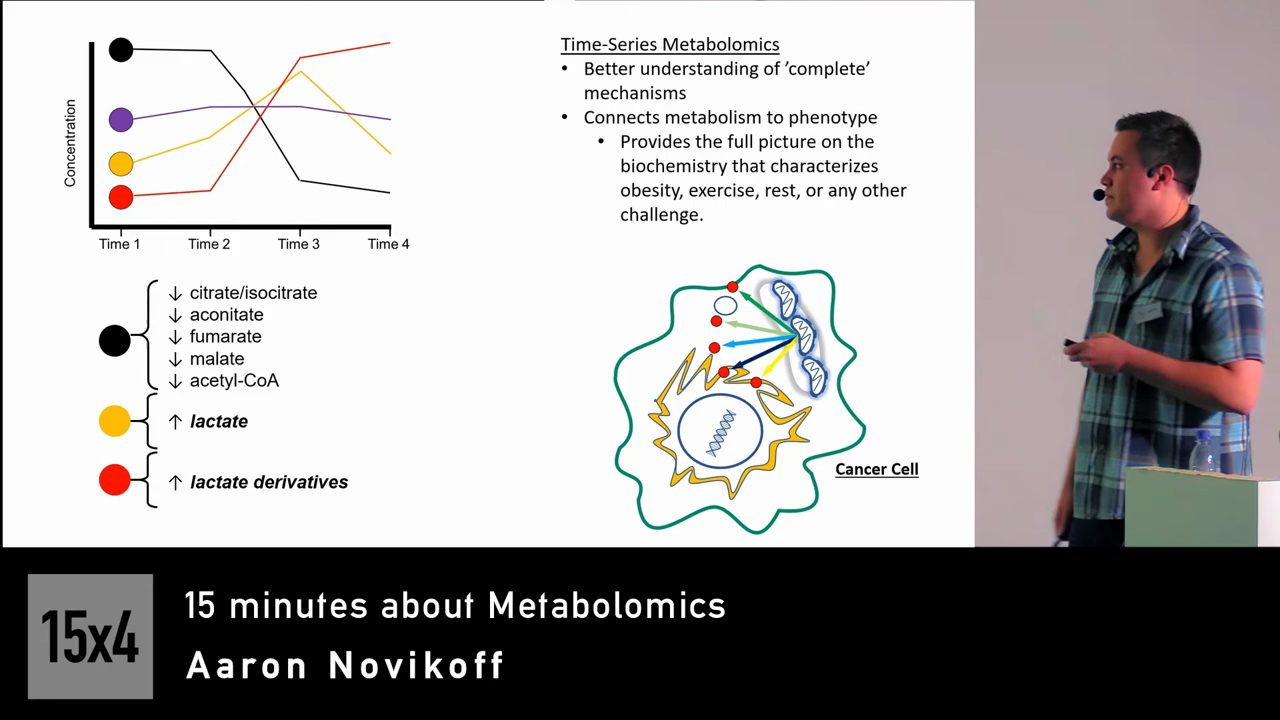 Concentration
Time 1
Time 2
Time 3
Time 4
↓ citrate/isocitrate
↓ aconitate
↓ fumarate
↓ malate
↓ acetyl-CoA
↑ lactate
↑ lactate derivatives
Time-Series Metabolomics
• Better understanding of ’complete’
mechanisms
• Connects metabolism to phenotype
• Provides the full picture on the
biochemistry that characterizes
obesity, exercise, rest, or any other
challenge.
Cancer Cell
15x4
15 minutes about Metabolomics
Aaron Novikoff